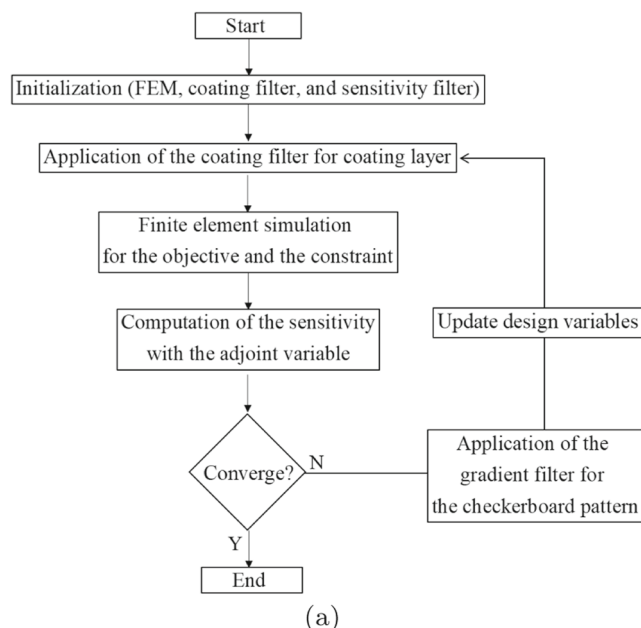 Start
Initialization (FEM, coating filter, and sensitivity filter)
Application of the coating filter for coating layer
Finite element simulation
for the objective and the constraint
Computation of the sensitivity
with the adjoint variable
Update design variables
Converge?
N
Application of the
gradient filter for
the checkerboard pattern
Y
End
(a)